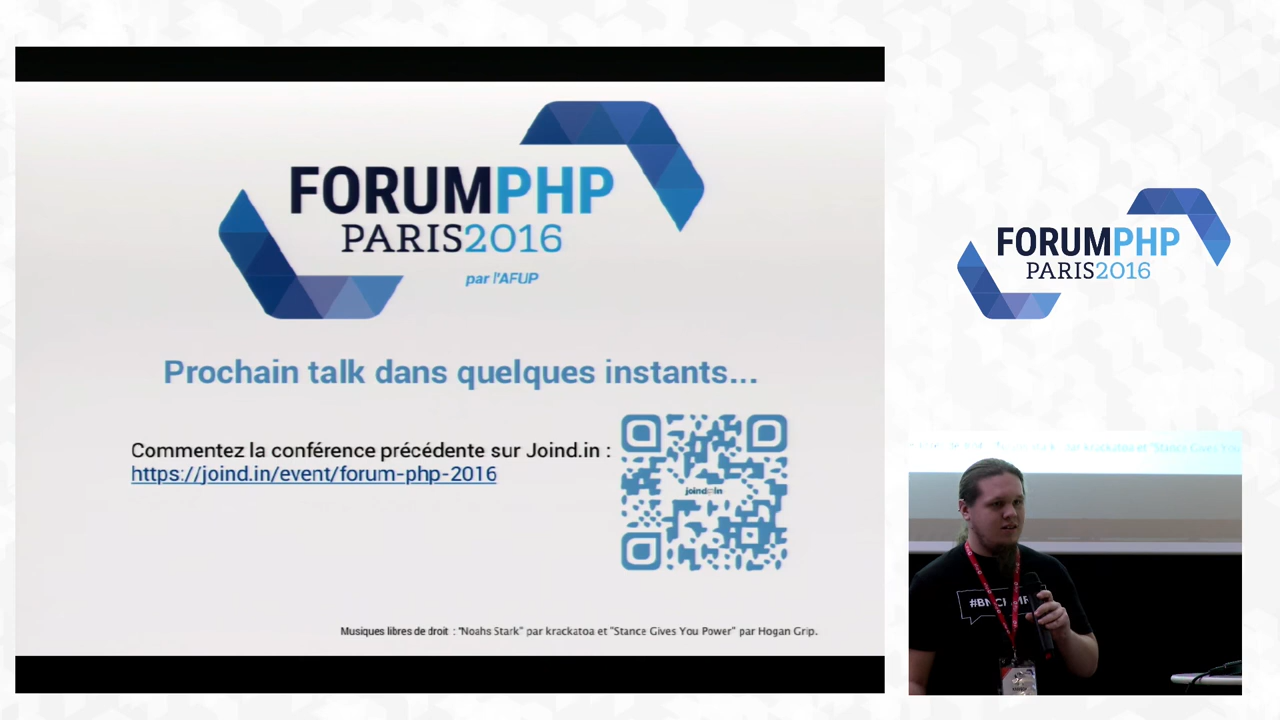 FORUMPHP
PARIS2016
par l'AFUP
Prochain talk dans quelques instants...
Commentez la conférence précédente sur Joind.in :
https://joind.in/event/forum-php-2016
joind.in
Musiques libres de droit : "Noahs Stark" par krackatoa et "Stance Gives You Power" par Hogan Grip.
FORUMPHP
PARIS2016